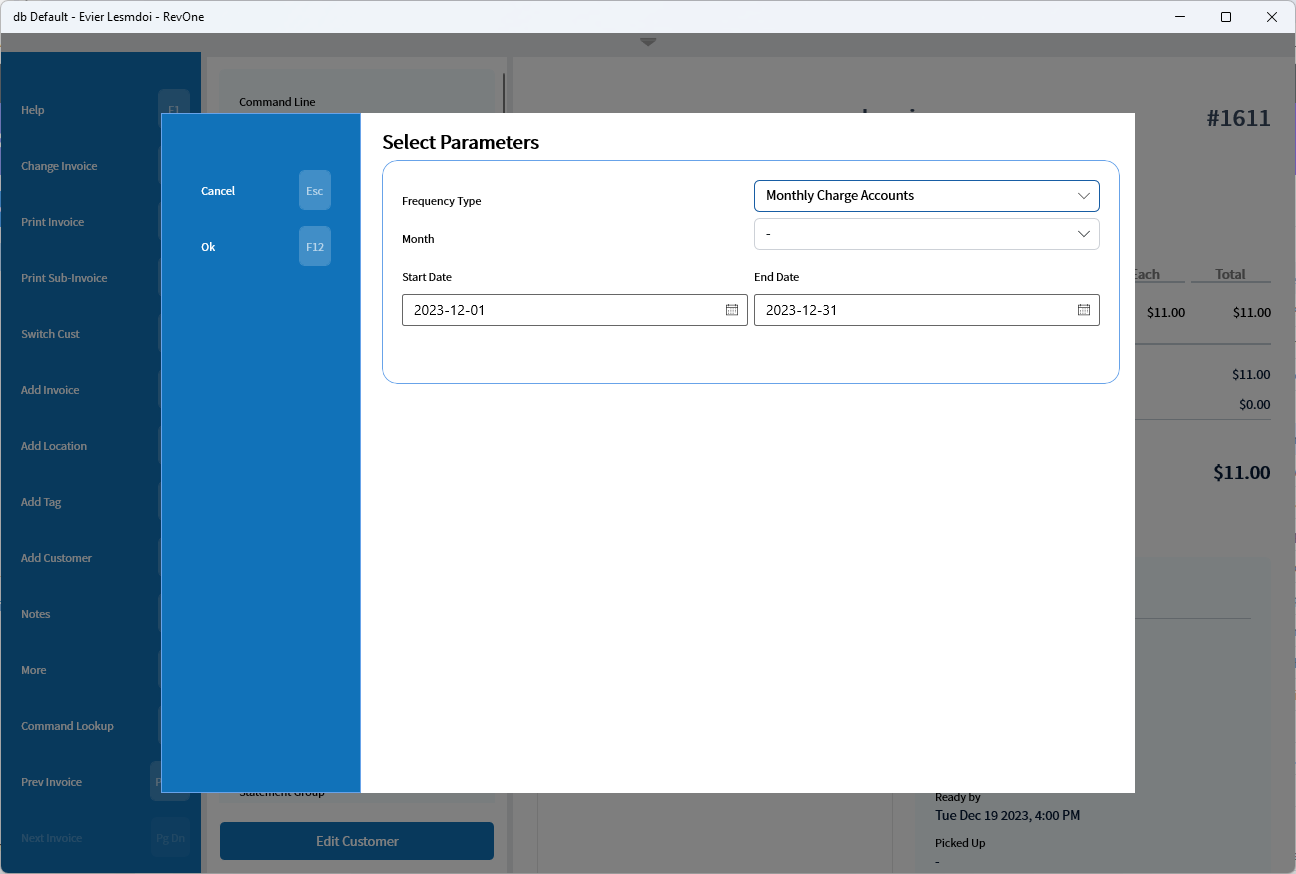 db Default - Evier Lesmdoi - RevOne
Help F1
Change Invoice
Print Invoice
Print Sub-Invoice
Switch Cust
Add Invoice
Add Location
Add Tag
Add Customer
Notes
More
Command Lookup
Prev Invoice
Next Invoice Pg Dn
Command Line
Cancel Esc
Ok F12
Select Parameters
Frequency Type Monthly Charge Accounts
Month -
Start Date End Date
2023-12-01 2023-12-31
#1611
Each Total
$11.00 $11.00
$11.00
$0.00
$11.00
Statement Group
Edit Customer
Ready by
Tue Dec 19 2023, 4:00 PM
Picked Up
-